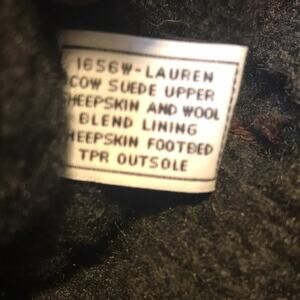 1656W-LAUREN
COW SUEDE UPPER
HEEPSKIN AND WOOL
BLEND LINING
HEEPSKIN FOOTBED
TPR OUTSOLE